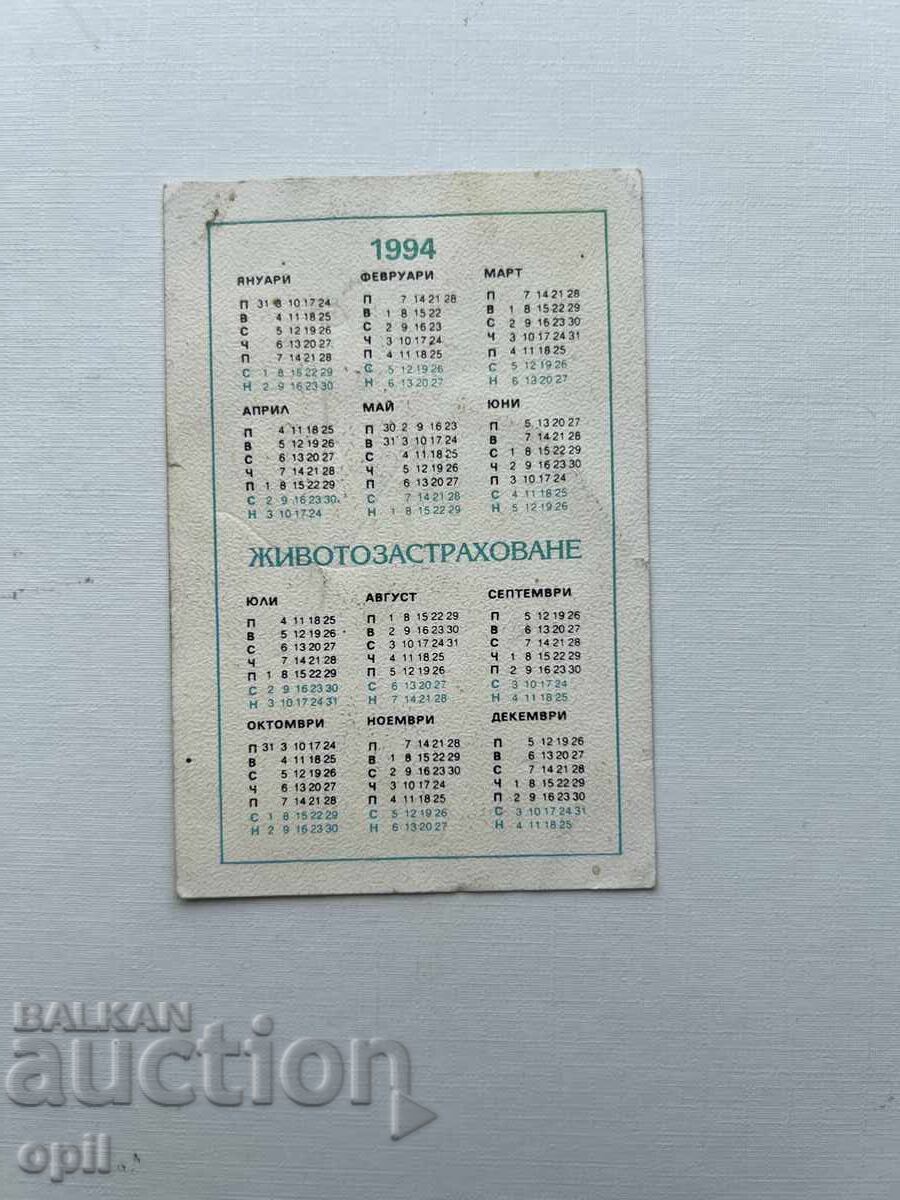 1994
ЯНУАРИ ФЕВРУАРИ МАРТ
П 31 8 10 17 24 П 7 14 21 28 П 7 14 21 28
В 4 11 18 25 В 1 8 15 22 В 1 8 15 22 29
С 5 12 19 26 С 2 9 16 23 С 2 9 16 23 30
Ч 6 13 20 27 Ч 3 10 17 24 Ч 3 10 17 24 31
П 7 14 21 28 П 4 11 18 25 П 4 11 18 25
С 1 8 15 22 29 С 5 12 19 26 С 5 12 19 26
Н 2 9 16 23 30 Н 6 13 20 27 Н 6 13 20 27
АПРИЛ МАЙ ЮНИ
П 4 11 18 25 П 30 2 9 16 23 П 5 13 20 27
В 5 12 19 26 В 31 3 10 17 24 В 7 14 21 28
С 6 13 20 27 С 4 11 18 25 С 1 8 15 22 29
Ч 7 14 21 28 Ч 5 12 19 26 Ч 2 9 16 23 30
П 1 8 15 22 29 П 6 13 20 27 П 3 10 17 24
С 2 9 16 23 30 С 7 14 21 28 С 4 11 18 25
Н 3 10 17 24 Н 1 8 15 22 29 Н 5 12 19 26
ЖИВОТОЗАСТРАХОВАНЕ
ЮЛИ АВГУСТ СЕПТЕМВРИ
П 4 11 18 25 П 1 8 15 22 29 П 5 12 19 26
В 5 12 19 26 В 2 9 16 23 30 В 6 13 20 27
С 6 13 20 27 С 3 10 17 24 31 С 7 14 21 28
Ч 7 14 21 28 Ч 4 11 18 25 Ч 1 8 15 22 29
П 1 8 15 22 29 П 5 12 19 26 П 2 9 16 23 30
С 2 9 16 23 30 С 6 13 20 27 С 3 10 17 24
Н 3 10 17 24 31 Н 7 14 21 28 Н 4 11 18 25
ОКТОМВРИ НОЕМВРИ ДЕКЕМВРИ
П 31 3 10 17 24 П 7 14 21 28 П 5 12 19 26
В 4 11 18 25 В 1 8 15 22 29 В 6 13 20 27
С 5 12 19 26 С 2 9 16 23 30 С 7 14 21 28
Ч 6 13 20 27 Ч 3 10 17 24 Ч 1 8 15 22 29
П 7 14 21 28 П 4 11 18 25 П 2 9 16 23 30
С 1 8 15 22 29 С 5 12 19 26 С 3 10 17 24 31
Н 2 9 16 23 30 Н 6 13 20 27 Н 4 11 18 25
BALKAN
auction
opil